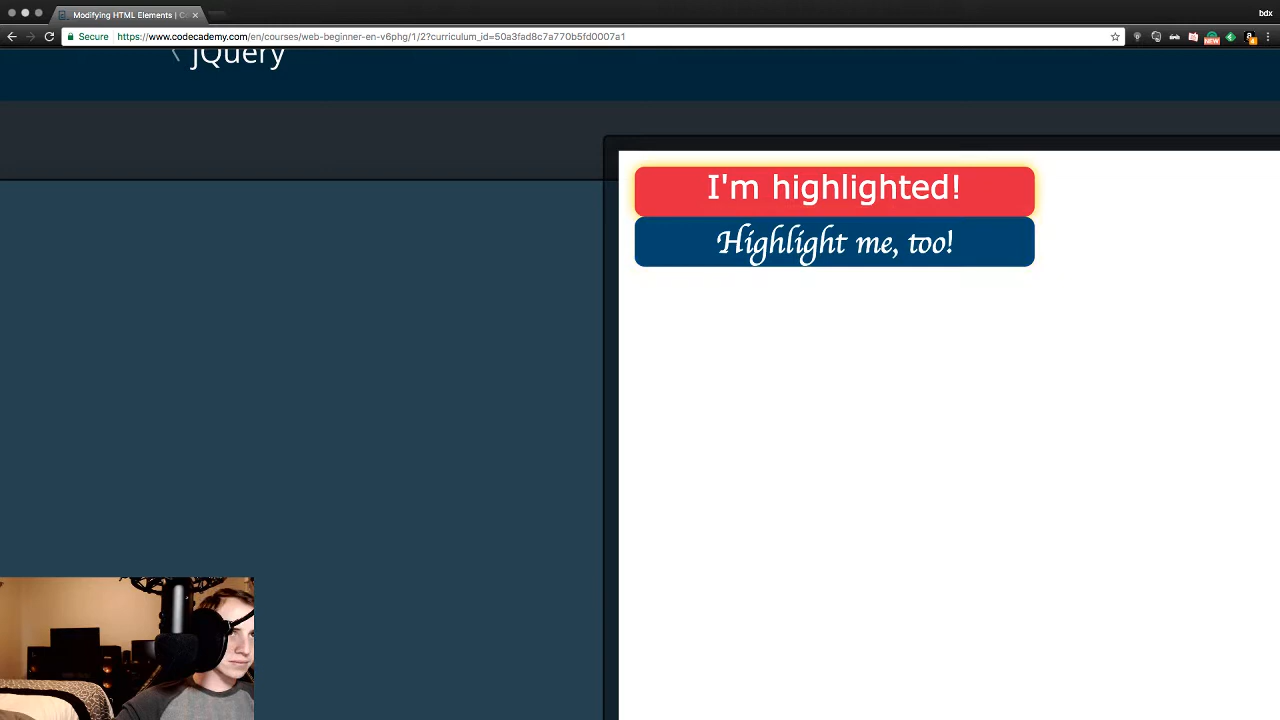 Modifying HTML Elements | C
bdx
Secure https://www.codecademy.com/en/courses/web-beginner-en-v6phg/1/2?curriculum_id=50a3fad8c7a770b5fd0007a1
NEW
jQuery
I'm highlighted!
Highlight me, too!